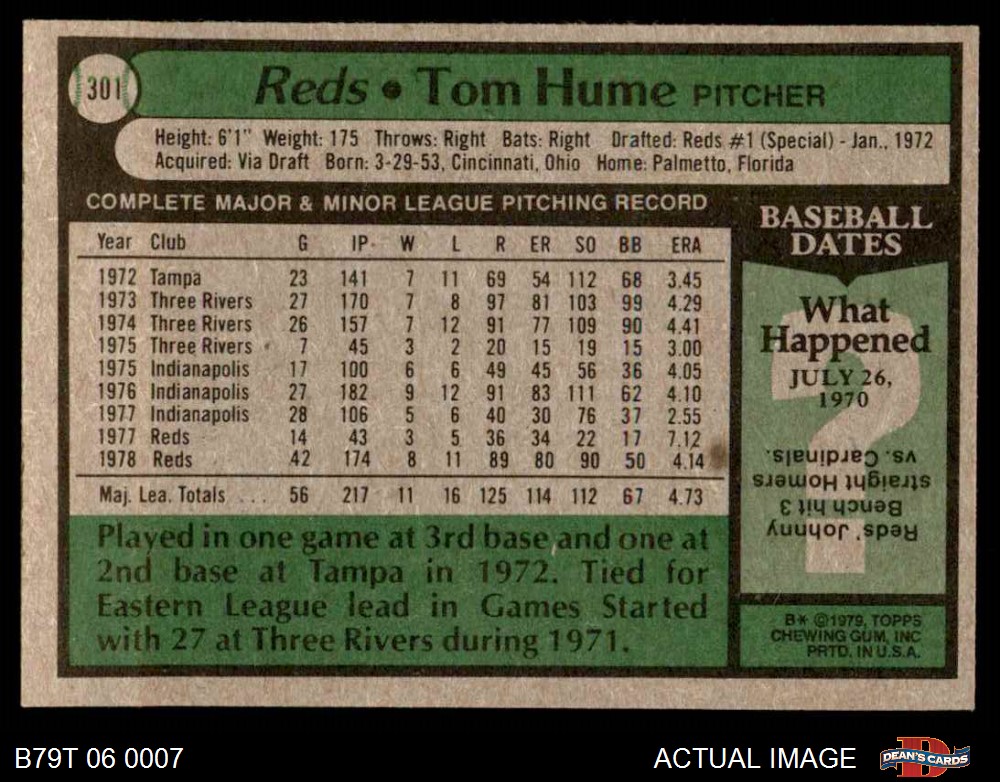 301
Reds • Tom Hume PITCHER
Height: 6'1" Weight: 175 Throws: Right Bats: Right Drafted: Reds #1 (Special) - Jan., 1972
Acquired: Via Draft Born: 3-29-53, Cincinnati, Ohio Home: Palmetto, Florida
COMPLETE MAJOR & MINOR LEAGUE PITCHING RECORD
Year Club G IP W L R ER SO BB ERA
1972 Tampa 23 141 7 11 69 54 112 68 3.45
1973 Three Rivers 27 170 7 8 97 81 103 99 4.29
1974 Three Rivers 26 157 7 12 91 77 109 90 4.41
1975 Three Rivers 7 45 3 2 20 15 19 15 3.00
1975 Indianapolis 17 100 6 6 49 45 56 36 4.05
1976 Indianapolis 27 182 9 12 91 83 111 62 4.10
1977 Indianapolis 28 106 5 6 40 30 76 37 2.55
1977 Reds 14 43 3 5 36 34 22 17 7.12
1978 Reds 42 174 8 11 89 80 90 50 4.14
Maj. Lea. Totals ... 56 217 11 16 125 114 112 67 4.73
Played in one game at 3rd base and one at
2nd base at Tampa in 1972. Tied for
Eastern League lead in Games Started
with 27 at Three Rivers during 1971.
BASEBALL
DATES
What
Happened
JULY 26,
1970
?
Reds' Johnny
Bench hit 3
straight Homers
vs. Cardinals.
B* ©1979, TOPPS
CHEWING GUM, INC
PRTD. IN U.S.A.
B79T 06 0007
ACTUAL IMAGE
DEAN'S CARDS